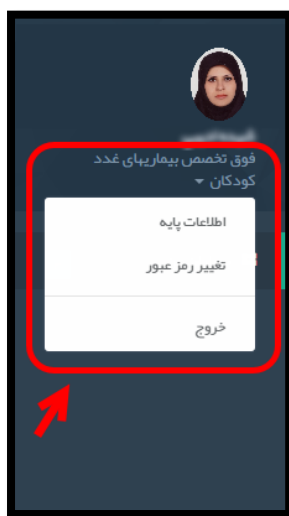 فوق تخصص بیماریهای غدد
کودکان
اطلاعات پایه
تغییر رمز عبور
خروج